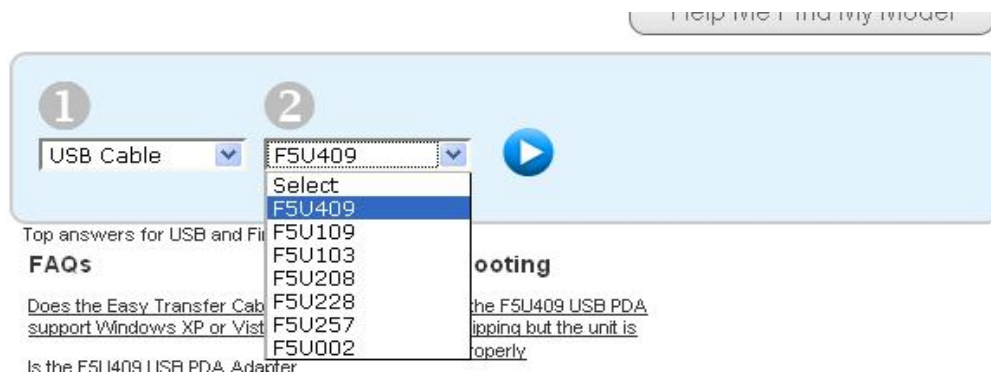 Help Me Find My Model
1 2
USB Cable F5U409
Select
F5U409
F5U109
F5U103
F5U208
F5U228
F5U257
F5U002
Top answers for USB and Fi
FAQs ooting
Does the Easy Transfer Cab he F5U409 USB PDA
support Windows XP or Vist ipping but the unit is
roperly
Is the F5U409 USB PDA Adapter